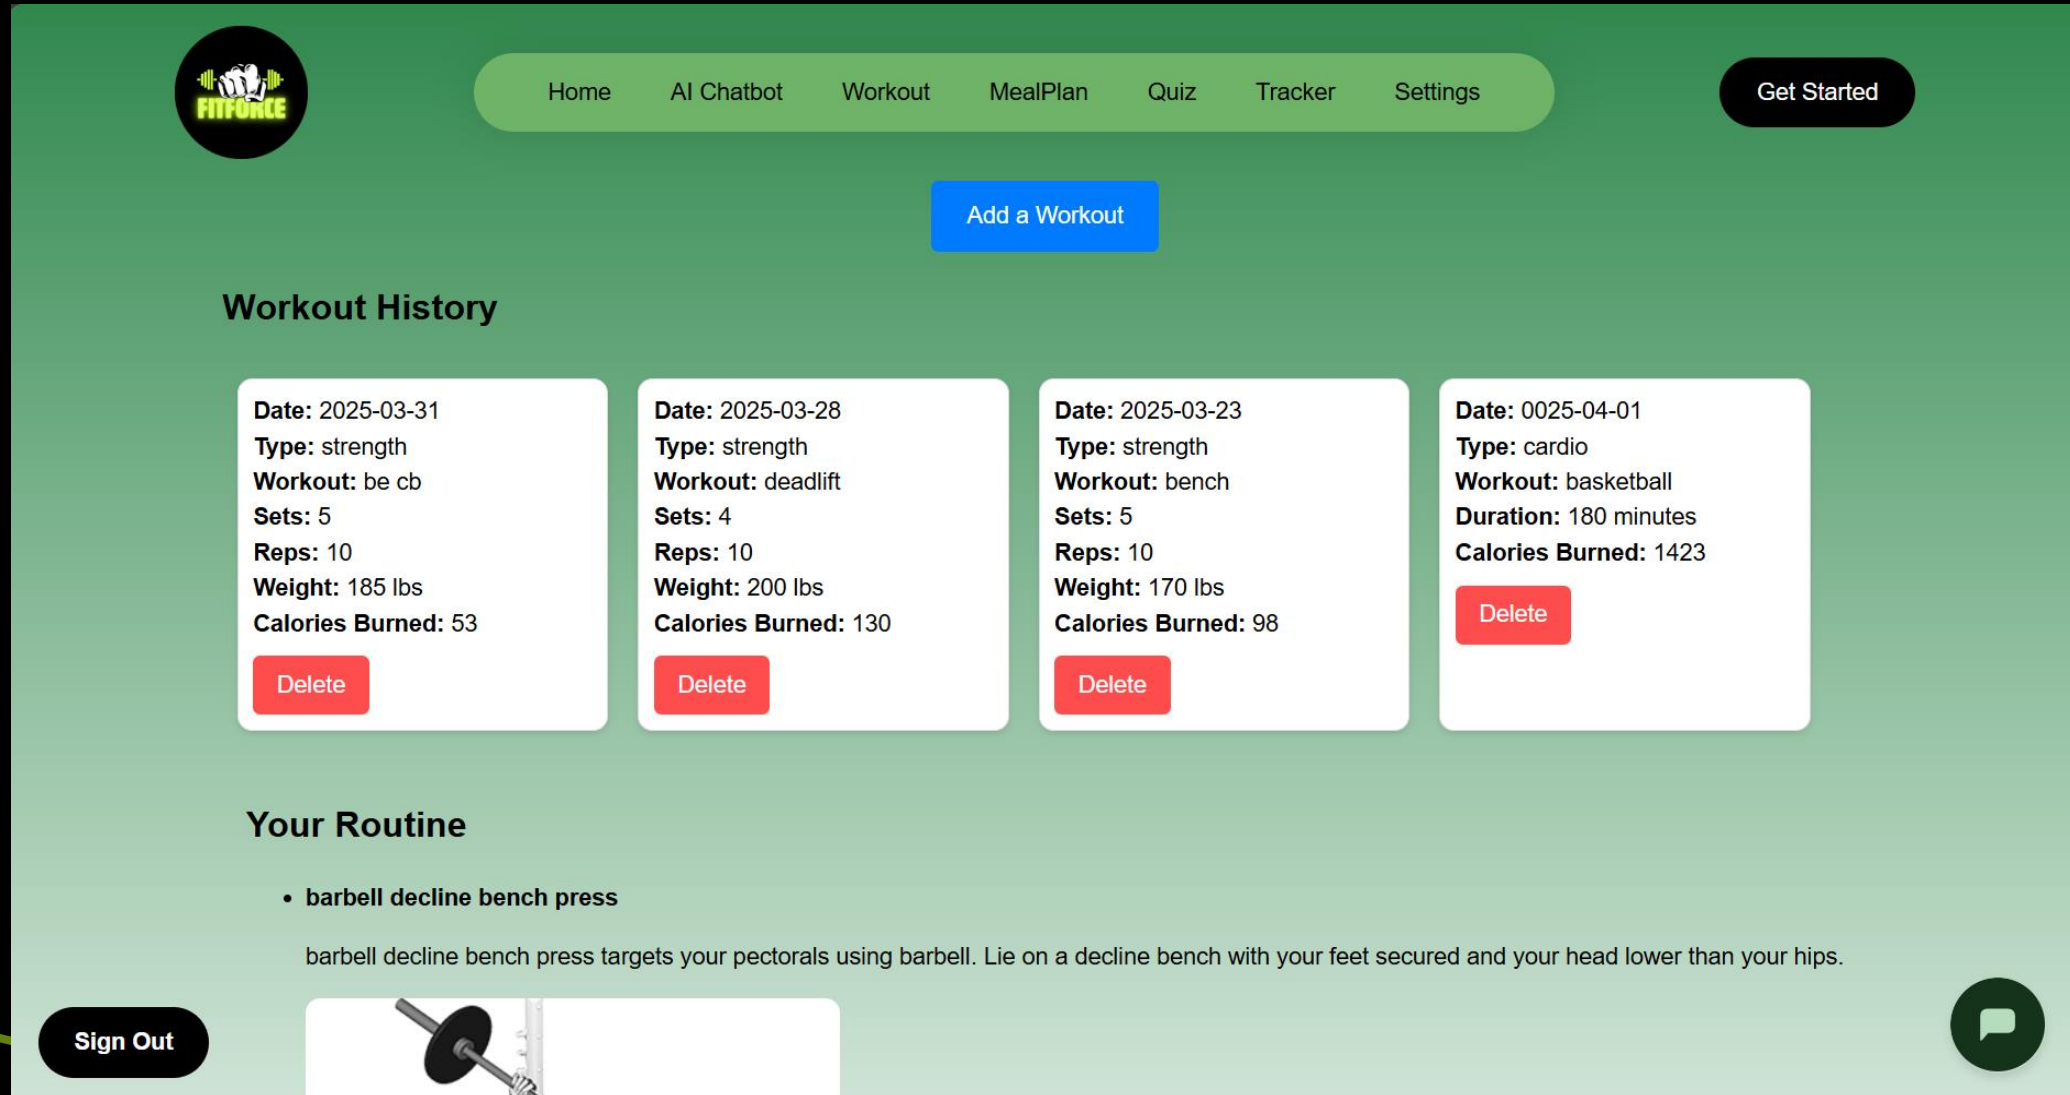 FITFORCE
Home AI Chatbot Workout MealPlan Quiz Tracker Settings
Get Started
Add a Workout
Workout History
Date: 2025-03-31
Type: strength
Workout: be cb
Sets: 5
Reps: 10
Weight: 185 lbs
Calories Burned: 53
Delete
Date: 2025-03-28
Type: strength
Workout: deadlift
Sets: 4
Reps: 10
Weight: 200 lbs
Calories Burned: 130
Delete
Date: 2025-03-23
Type: strength
Workout: bench
Sets: 5
Reps: 10
Weight: 170 lbs
Calories Burned: 98
Delete
Date: 0025-04-01
Type: cardio
Workout: basketball
Duration: 180 minutes
Calories Burned: 1423
Delete
Your Routine
• barbell decline bench press
barbell decline bench press targets your pectorals using barbell. Lie on a decline bench with your feet secured and your head lower than your hips.
Sign Out